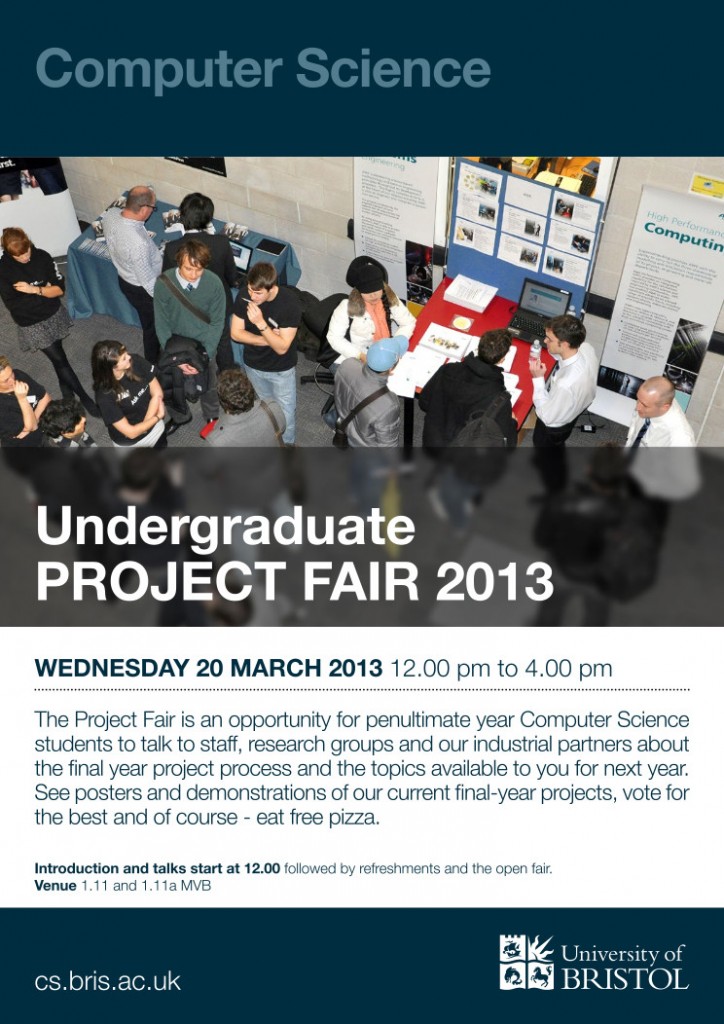 Computer Science
High Performance
Computing
Undergraduate
PROJECT FAIR 2013
WEDNESDAY 20 MARCH 2013 12.00 pm to 4.00 pm
The Project Fair is an opportunity for penultimate year Computer Science
students to talk to staff, research groups and our industrial partners about
the final year project process and the topics available to you for next year.
See posters and demonstrations of our current final-year projects, vote for
the best and of course - eat free pizza.
Introduction and talks start at 12.00 followed by refreshments and the open fair.
Venue 1.11 and 1.11a MVB
cs.bris.ac.uk
University of
BRISTOL